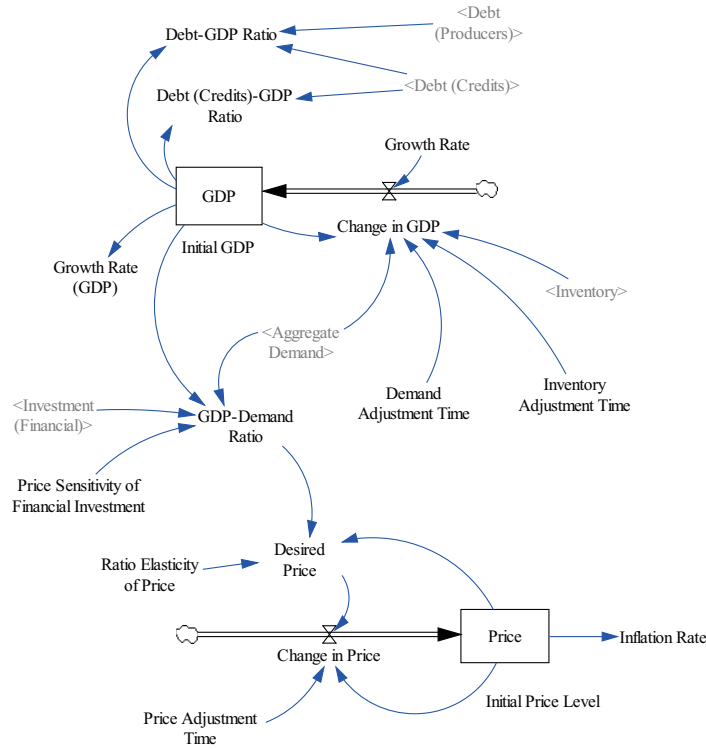 <Debt
(Producers)>
Debt-GDP Ratio
<Debt (Credits)>
Debt (Credits)-GDP
Ratio
Growth Rate
GDP
Initial GDP
Change in GDP
Growth Rate
(GDP)
<Inventory>
<Aggregate
Demand>
Demand
Adjustment Time
Inventory
Adjustment Time
<Investment
(Financial)>
GDP-Demand
Ratio
Price Sensitivity of
Financial Investment
Desired
Price
Ratio Elasticity
of Price
Price
Inflation Rate
Change in Price
Initial Price Level
Price Adjustment
Time